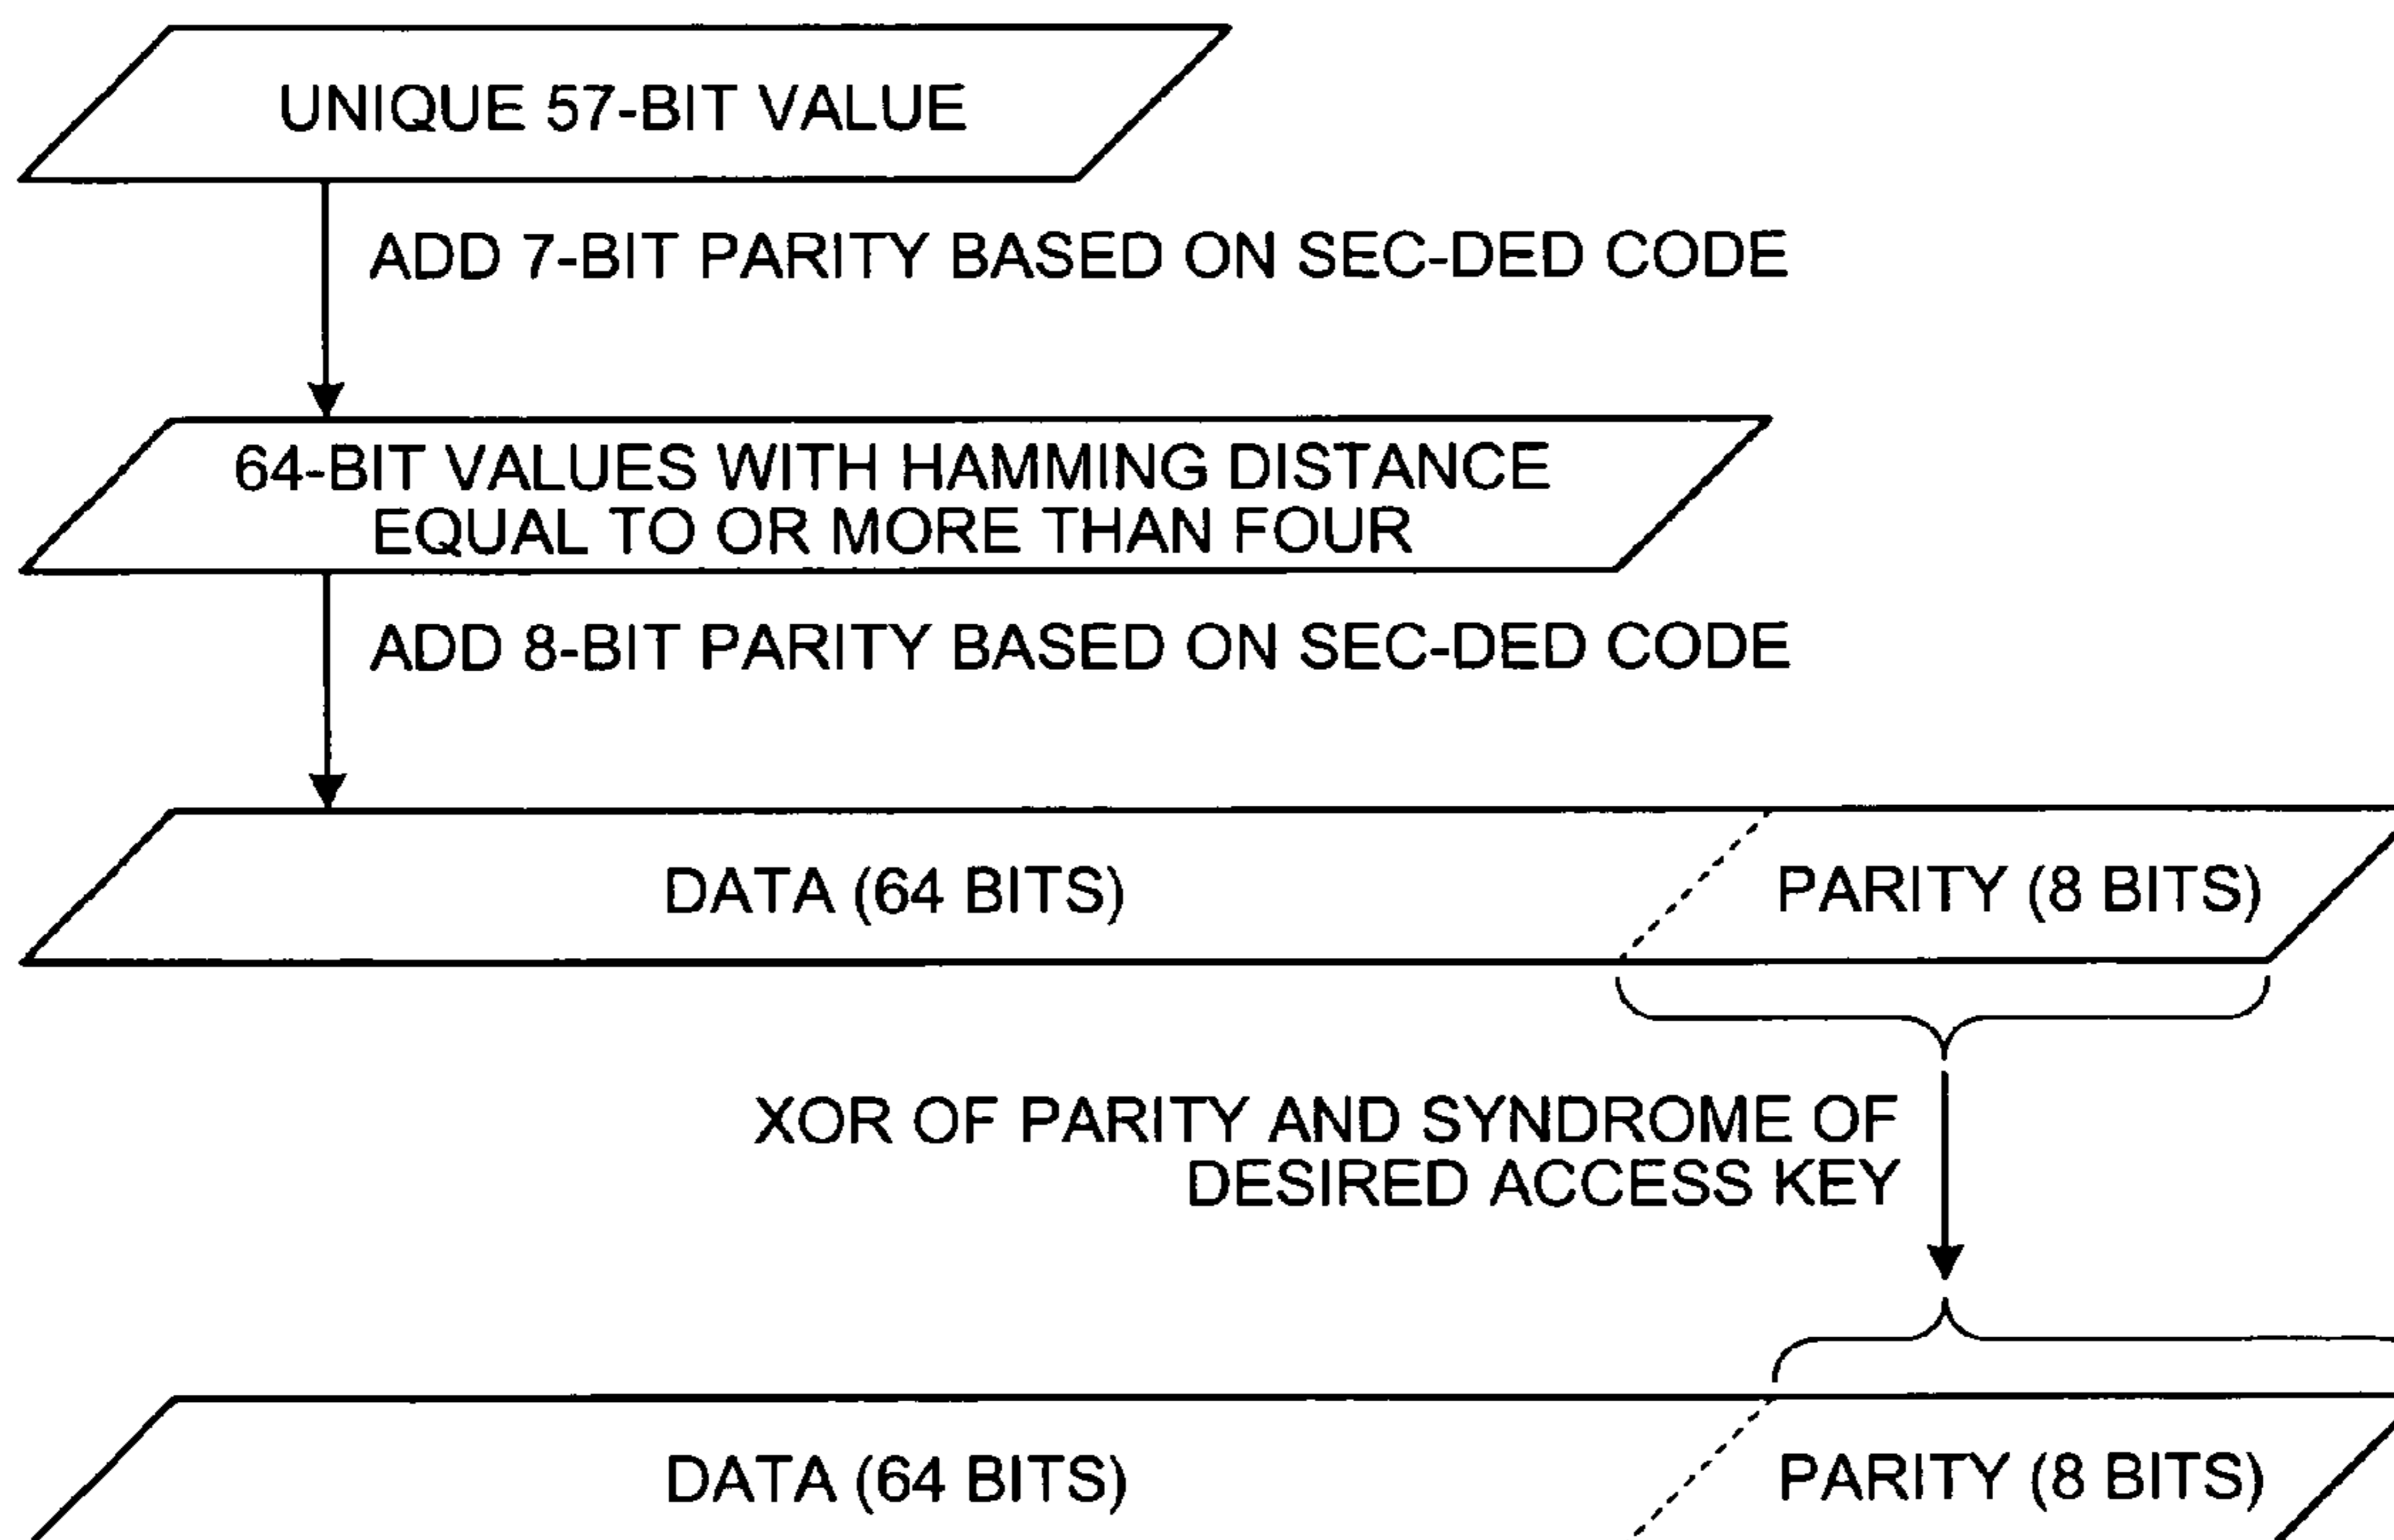 UNIQUE 57-BIT VALUE
ADD 7-BIT PARITY BASED ON SEC-DED CODE
64-BIT VALUES WITH HAMMING DISTANCE
EQUAL TO OR MORE THAN FOUR
ADD 8-BIT PARITY BASED ON SEC-DED CODE
DATA (64 BITS)
PARITY (8 BITS)
XOR OF PARITY AND SYNDROME OF
DESIRED ACCESS KEY
DATA (64 BITS)
PARITY (8 BITS)